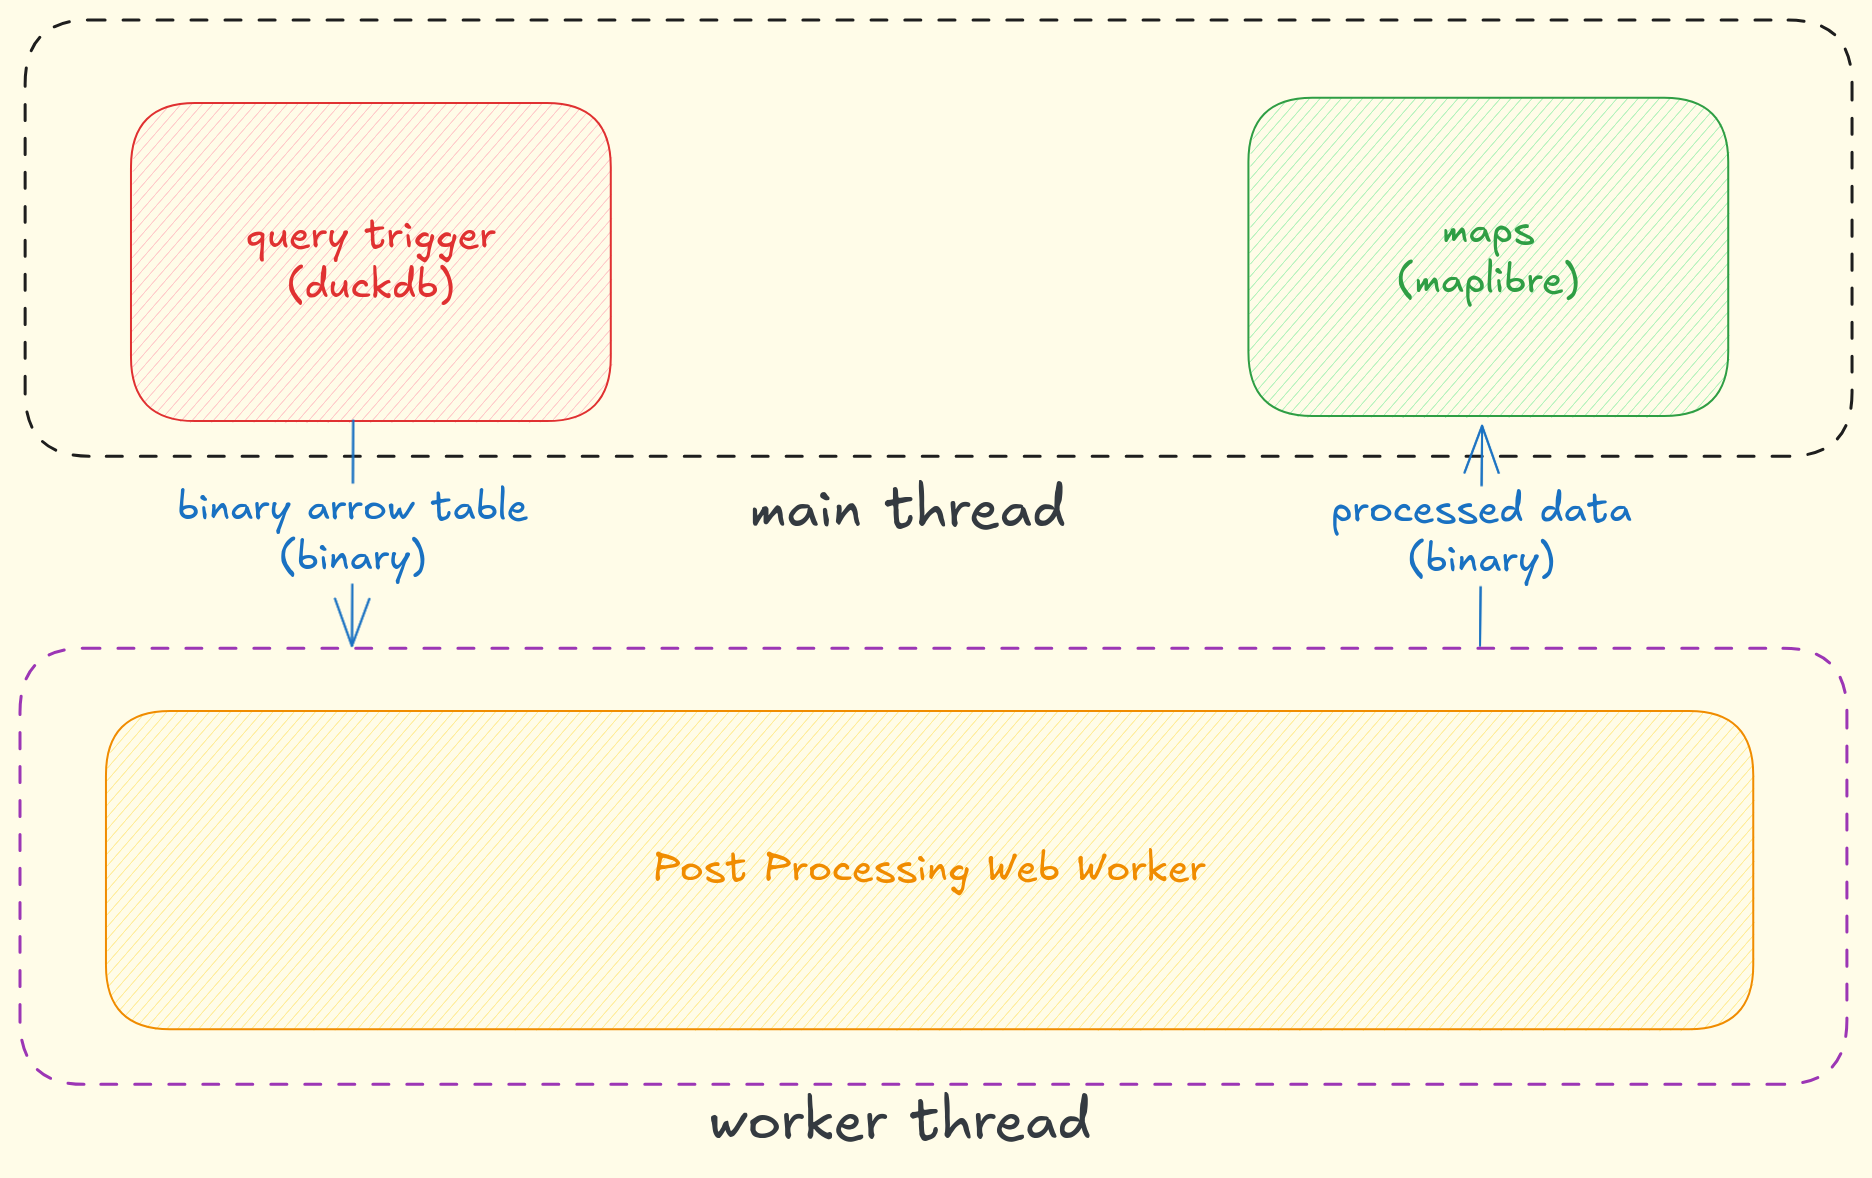 query trigger
(duckdb)
maps
(maplibre)
binary arrow table
(binary)
main thread
processed data
(binary)
Post Processing Web Worker
worker thread